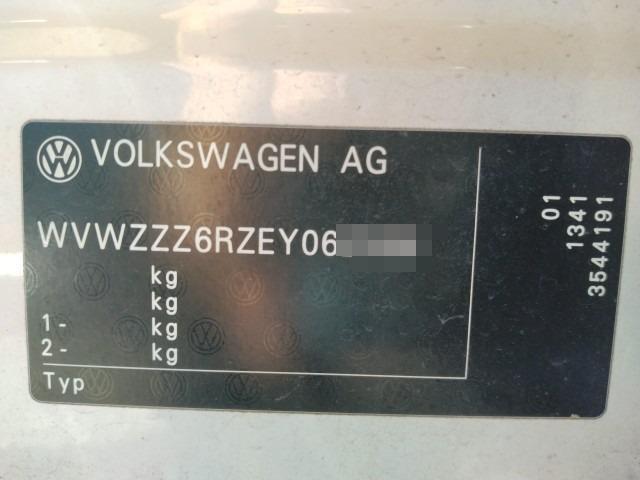 VOLKSWAGEN AG
WVWZZZ6RZEY06
kg
kg
1- kg
2- kg
Typ
01
1341
3544191